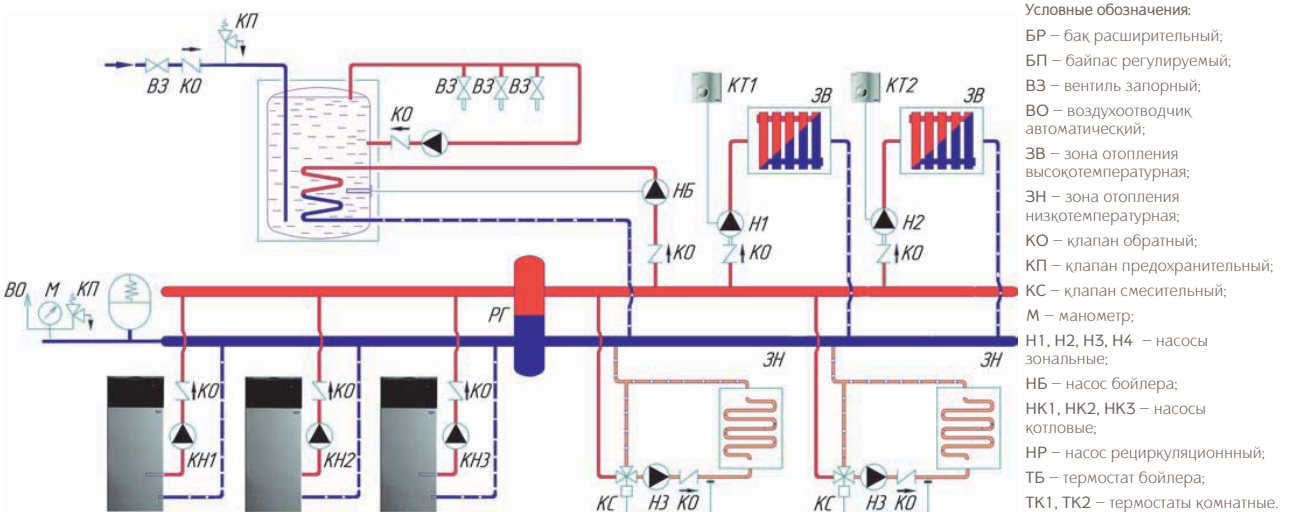 КП
ВЗ КО
ВЗ ВЗ ВЗ
КО
НБ
КО
КТ1
ЗВ
Н1
КО
КТ2
ЗВ
Н2
КО
ВО М КП
РГ
КО
КН1
КО
КН2
КО
КН3
ЗН
КС НЗ КО
ЗН
КС НЗ КО
Условные обозначения:
БР – бак расширительный;
БП – байпас регулируемый;
ВЗ – вентиль запорный;
ВО – воздухоотводчик
автоматический;
ЗВ – зона отопления
высокотемпературная;
ЗН – зона отопления
низкотемпературная;
КО – клапан обратный;
КП – клапан предохранительный;
КС – клапан смесительный;
М – манометр;
Н1, Н2, Н3, Н4 – насосы
зональные;
НБ – насос бойлера;
НК1, НК2, НК3 – насосы
котловые;
НР – насос рециркуляционнный;
ТБ – термостат бойлера;
ТК1, ТК2 – термостаты комнатные.